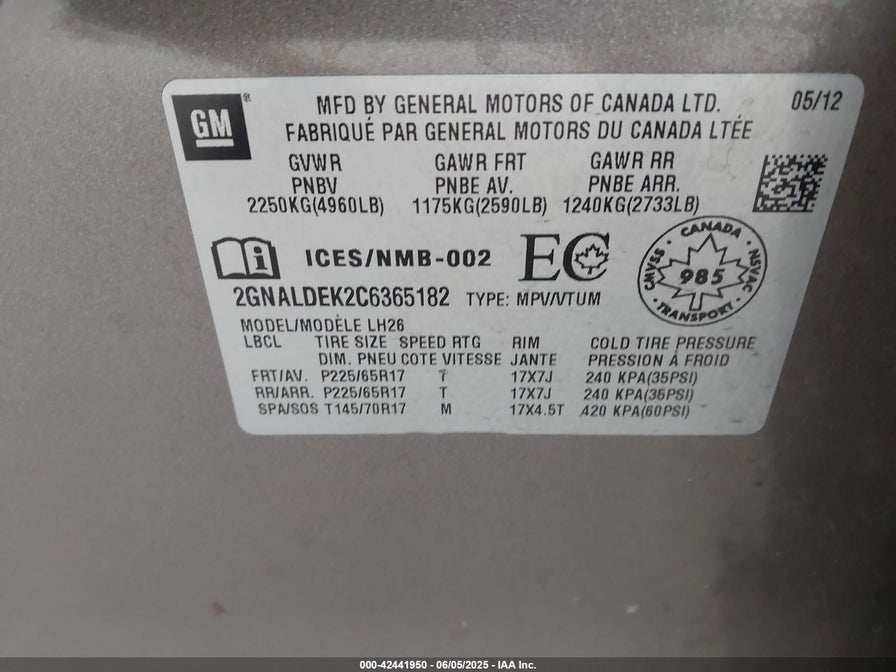 GM®
MFD BY GENERAL MOTORS OF CANADA LTD. 05/12
FABRIQUÉ PAR GENERAL MOTORS DU CANADA LTÉE
GVWR GAWR FRT GAWR RR
PNBV PNBE AV. PNBE ARR.
2250KG(4960LB) 1175KG(2590LB) 1240KG(2733LB)
i ICES/NMB-002 EC
CANADA
CMVSS 985 NSVAC
TRANSPORT
2GNALDEK2C6365182 TYPE: MPV/VTUM
MODEL/MODÈLE LH26
LBCL TIRE SIZE SPEED RTG RIM COLD TIRE PRESSURE
DIM. PNEU COTE VITESSE JANTE PRESSION À FROID
FRT/AV. P225/65R17 T 17X7J 240 KPA(35PSI)
RR/ARR. P225/65R17 T 17X7J 240 KPA(35PSI)
SPA/SOS T145/70R17 M 17X4.5T 420 KPA(60PSI)
000-42441950 - 06/05/2025 - IAA Inc.